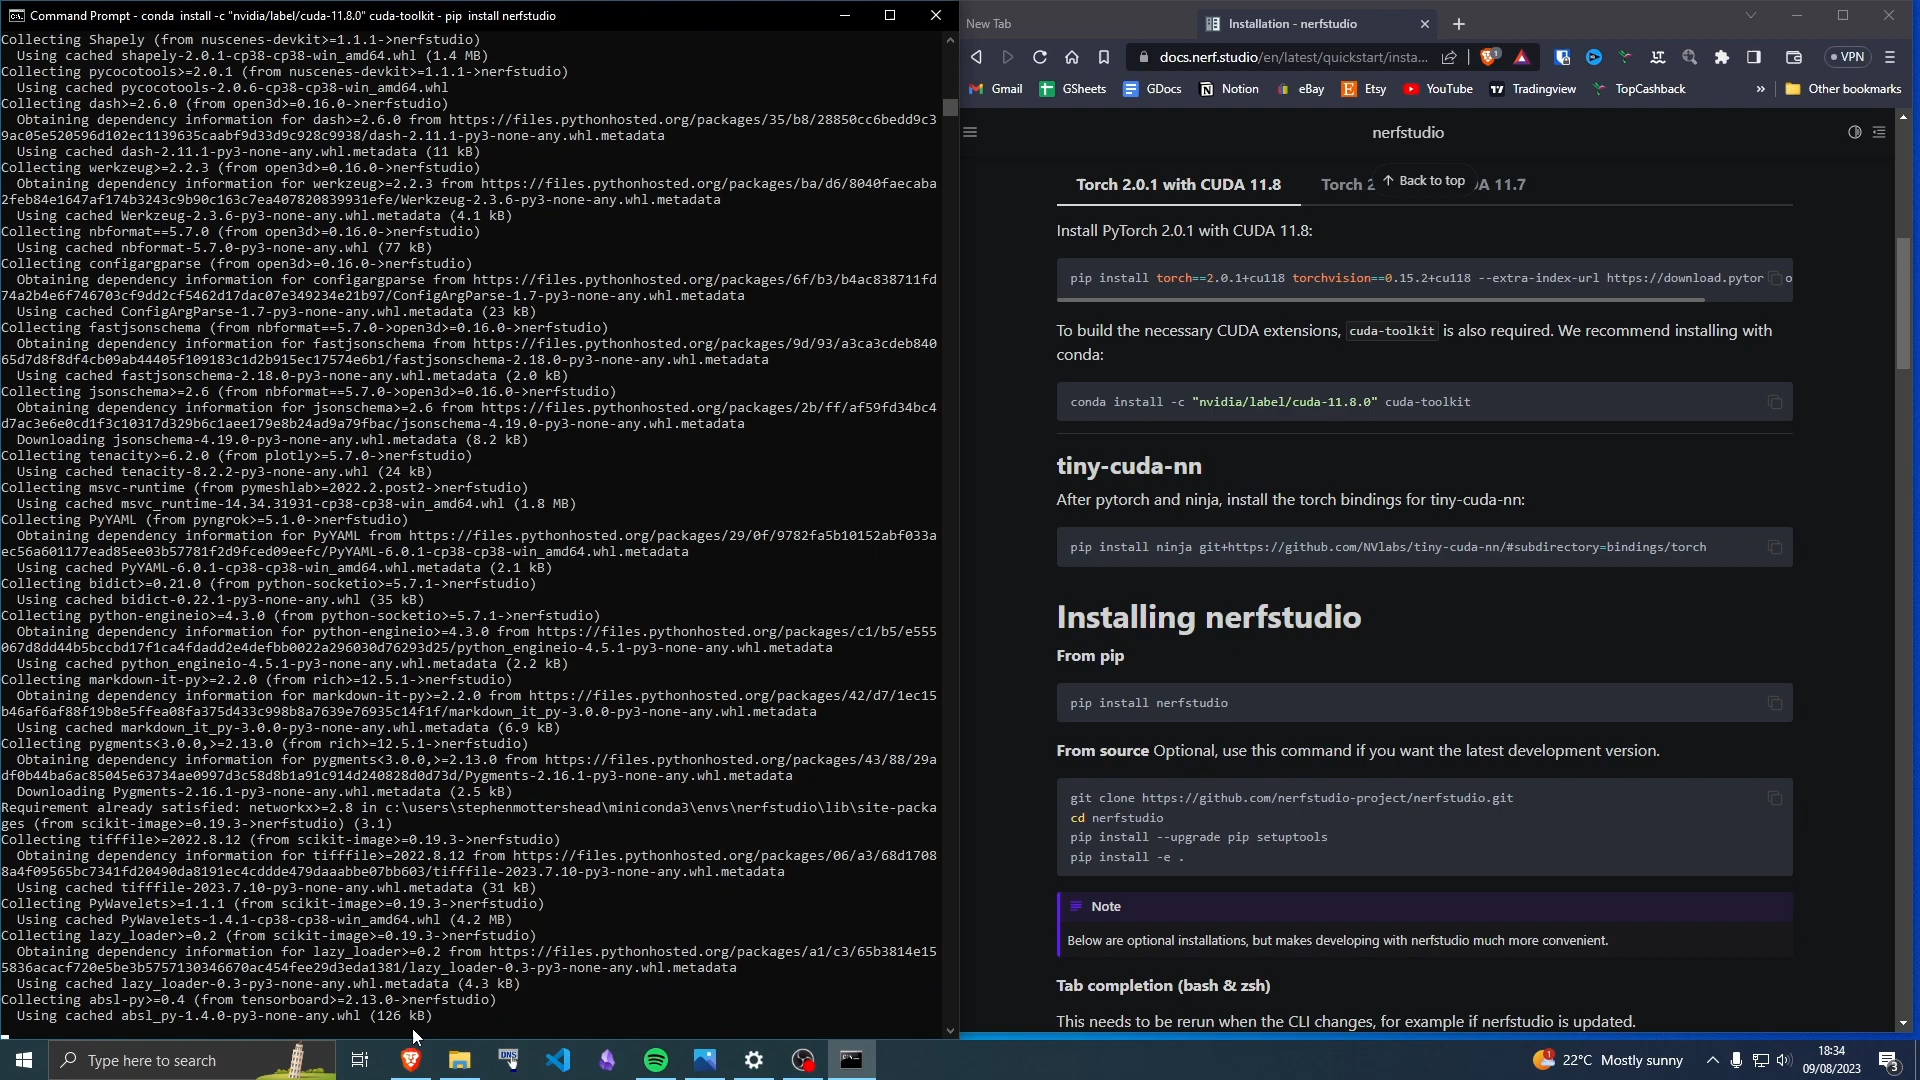 Command Prompt - conda  install -c "nvidia/label/cuda-11.8.0" cuda-toolkit - pip  install nerfstudio
Collecting Shapely (from nuscenes-devkit>=1.1.1->nerfstudio)
Using cached shapely-2.0.1-cp38-cp38-win_amd64.whl (1.4 MB)
Collecting pycocotools>=2.0.1 (from nuscenes-devkit>=1.1.1->nerfstudio)
Using cached pycocotools-2.0.6-cp38-cp38-win_amd64.whl
Collecting dash>=2.6.0 (from open3d>=0.16.0->nerfstudio)
Obtaining dependency information for dash>=2.6.0 from https://files.pythonhosted.org/packages/35/b8/28850cc6bedd9c3
9ac05e520596d102ec1139635caabf9d33d9c928c9938/dash-2.11.1-py3-none-any.whl.metadata
Using cached dash-2.11.1-py3-none-any.whl.metadata (11 kB)
Collecting werkzeug>=2.2.3 (from open3d>=0.16.0->nerfstudio)
Obtaining dependency information for werkzeug>=2.2.3 from https://files.pythonhosted.org/packages/ba/d6/8040faecaba
2feb84e1647af174b3243c9b90c163c7ea407820839931efe/Werkzeug-2.3.6-py3-none-any.whl.metadata
Using cached Werkzeug-2.3.6-py3-none-any.whl.metadata (4.1 kB)
Collecting nbformat==5.7.0 (from open3d>=0.16.0->nerfstudio)
Using cached nbformat-5.7.0-py3-none-any.whl (77 kB)
Collecting configargparse (from open3d>=0.16.0->nerfstudio)
Obtaining dependency information for configargparse from https://files.pythonhosted.org/packages/6f/b3/b4ac838711fd
74a2b4e6f746703cf9dd2cf5462d17dac07e349234e21b97/ConfigArgParse-1.7-py3-none-any.whl.metadata
Using cached ConfigArgParse-1.7-py3-none-any.whl.metadata (23 kB)
Collecting fastjsonschema (from nbformat==5.7.0->open3d>=0.16.0->nerfstudio)
Obtaining dependency information for fastjsonschema from https://files.pythonhosted.org/packages/9d/93/a3ca3cdeb840
65d7d8f8df4cb09ab44405f109183c1d2b915ec17574e6b1/fastjsonschema-2.18.0-py3-none-any.whl.metadata
Using cached fastjsonschema-2.18.0-py3-none-any.whl.metadata (2.0 kB)
Collecting jsonschema>=2.6 (from nbformat==5.7.0->open3d>=0.16.0->nerfstudio)
Obtaining dependency information for jsonschema>=2.6 from https://files.pythonhosted.org/packages/2b/ff/af59fd34bc4
d7ac3e6e0cd1f3c10317d329b6c1aee179e8b24ad9a79fbac/jsonschema-4.19.0-py3-none-any.whl.metadata
Downloading jsonschema-4.19.0-py3-none-any.whl.metadata (8.2 kB)
Collecting tenacity>=6.2.0 (from plotly>=5.7.0->nerfstudio)
Using cached tenacity-8.2.2-py3-none-any.whl (24 kB)
Collecting msvc-runtime (from pymeshlab>=2022.2.post2->nerfstudio)
Using cached msvc_runtime-14.34.31931-cp38-cp38-win_amd64.whl (1.8 MB)
Collecting PyYAML (from pyngrok>=5.1.0->nerfstudio)
Obtaining dependency information for PyYAML from https://files.pythonhosted.org/packages/29/0f/9782fa5b10152abf033a
ec56a601177ead85ee03b57781f2d9fced09eefc/PyYAML-6.0.1-cp38-cp38-win_amd64.whl.metadata
Using cached PyYAML-6.0.1-cp38-cp38-win_amd64.whl.metadata (2.1 kB)
Collecting bidict>=0.21.0 (from python-socketio>=5.7.1->nerfstudio)
Using cached bidict-0.22.1-py3-none-any.whl (35 kB)
Collecting python-engineio>=4.3.0 (from python-socketio>=5.7.1->nerfstudio)
Obtaining dependency information for python-engineio>=4.3.0 from https://files.pythonhosted.org/packages/c1/b5/e555
067d8dd44b5bccbd17f1ca4fdadd2e4defbb0022a296030d76293d25/python_engineio-4.5.1-py3-none-any.whl.metadata
Using cached python_engineio-4.5.1-py3-none-any.whl.metadata (2.2 kB)
Collecting markdown-it-py>=2.2.0 (from rich>=12.5.1->nerfstudio)
Obtaining dependency information for markdown-it-py>=2.2.0 from https://files.pythonhosted.org/packages/42/d7/1ec15
b46af6af88f19b8e5ffea08fa375d433c998b8a7639e76935c14f1f/markdown_it_py-3.0.0-py3-none-any.whl.metadata
Using cached markdown_it_py-3.0.0-py3-none-any.whl.metadata (6.9 kB)
Collecting pygments<3.0.0,>=2.13.0 (from rich>=12.5.1->nerfstudio)
Obtaining dependency information for pygments<3.0.0,>=2.13.0 from https://files.pythonhosted.org/packages/43/88/29a
df0b44ba6ac85045e63734ae0997d3c58d8b1a91c914d240828d0d73d/Pygments-2.16.1-py3-none-any.whl.metadata
Downloading Pygments-2.16.1-py3-none-any.whl.metadata (2.5 kB)
Requirement already satisfied: networkx>=2.8 in c:\users\stephenmottershead\miniconda3\envs\nerfstudio\lib\site-packa
ges (from scikit-image>=0.19.3->nerfstudio) (3.1)
Collecting tifffile>=2022.8.12 (from scikit-image>=0.19.3->nerfstudio)
Obtaining dependency information for tifffile>=2022.8.12 from https://files.pythonhosted.org/packages/06/a3/68d1708
8a4f09565bc7341fd20490da8191ec4cddde479daaabbe07bb603/tifffile-2023.7.10-py3-none-any.whl.metadata
Using cached tifffile-2023.7.10-py3-none-any.whl.metadata (31 kB)
Collecting PyWavelets>=1.1.1 (from scikit-image>=0.19.3->nerfstudio)
Using cached PyWavelets-1.4.1-cp38-cp38-win_amd64.whl (4.2 MB)
Collecting lazy_loader>=0.2 (from scikit-image>=0.19.3->nerfstudio)
Obtaining dependency information for lazy_loader>=0.2 from https://files.pythonhosted.org/packages/a1/c3/65b3814e15
5836acacf720e5be3b5757130346670ac454fee29d3eda1381/lazy_loader-0.3-py3-none-any.whl.metadata
Using cached lazy_loader-0.3-py3-none-any.whl.metadata (4.3 kB)
Collecting absl-py>=0.4 (from tensorboard>=2.13.0->nerfstudio)
Using cached absl_py-1.4.0-py3-none-any.whl (126 kB)
New Tab
Installation - nerfstudio
docs.nerf.studio/en/latest/quickstart/insta...
VPN
Gmail GSheets GDocs Notion eBay Etsy YouTube Tradingview TopCashback » Other bookmarks
nerfstudio
Torch 2.0.1 with CUDA 11.8 Torch 2 A 11.7
Back to top
Install PyTorch 2.0.1 with CUDA 11.8:
pip install torch==2.0.1+cu118 torchvision==0.15.2+cu118 --extra-index-url https://download.pytor o
To build the necessary CUDA extensions, cuda-toolkit is also required. We recommend installing with
conda:
conda install -c "nvidia/label/cuda-11.8.0" cuda-toolkit
tiny-cuda-nn
After pytorch and ninja, install the torch bindings for tiny-cuda-nn:
pip install ninja git+https://github.com/NVlabs/tiny-cuda-nn/#subdirectory=bindings/torch
Installing nerfstudio
From pip
pip install nerfstudio
From source Optional, use this command if you want the latest development version.
git clone https://github.com/nerfstudio-project/nerfstudio.git
cd nerfstudio
pip install --upgrade pip setuptools
pip install -e .
Note
Below are optional installations, but makes developing with nerfstudio much more convenient.
Tab completion (bash & zsh)
This needs to be rerun when the CLI changes, for example if nerfstudio is updated.
Type here to search
DNS
1
22°C Mostly sunny
18:34
09/08/2023
3